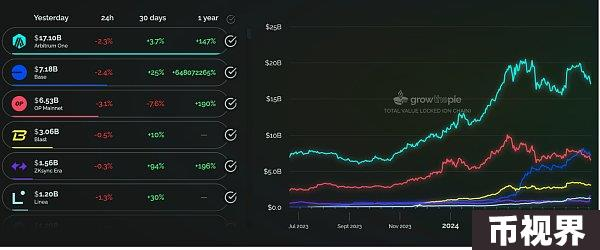 Yesterday 24h 30 days 1 year
$17.10B -2.3% +3.7% +147%
Arbitrum One
$7.18B -2.4% +25% +648072265%
Base
$6.53B -3.1% -7.6% +190%
OP Mainnet
$3.06B -0.5% +10% —
Blast
$1.56B -0.3% +94% +196%
ZKsync Era
$1.20B -1.3% +30% —
Linea
$25B
$20B
$15B
$10B
$5.0B
$0.0
growthepie
TOTAL VALUE LOCKED (ON CHAIN)
Jul 2023 Sept 2023 Nov 2023 2024
币视界